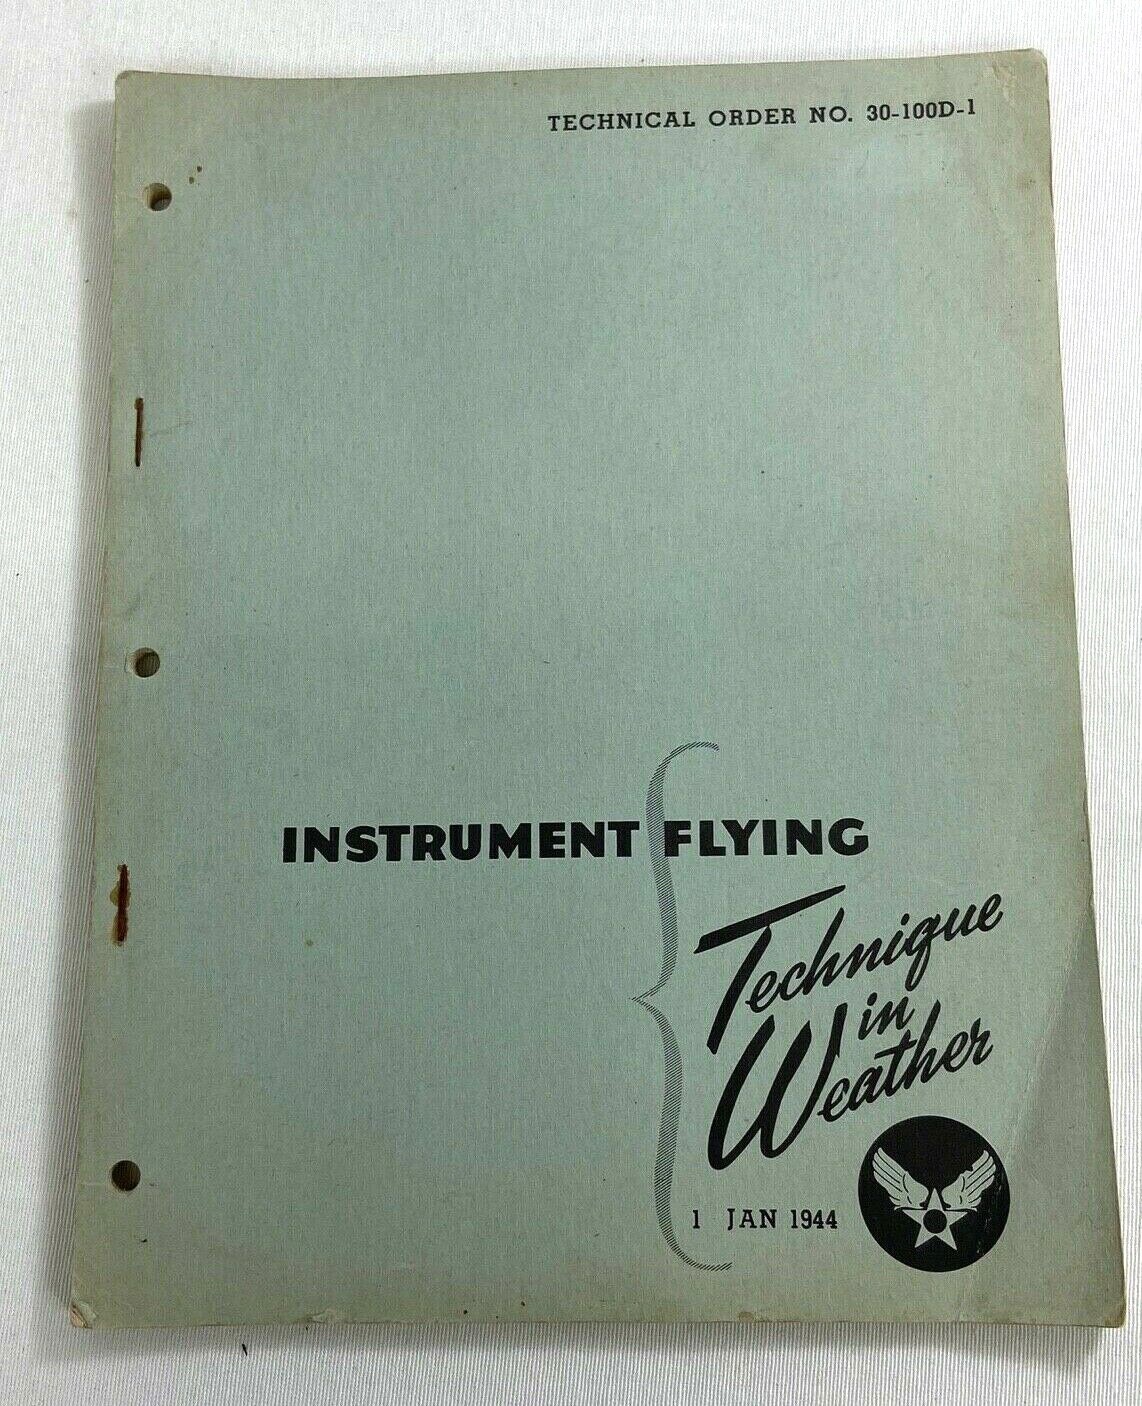 TECHNICAL ORDER NO. 30-100D-1
INSTRUMENT FLYING
Technique
in
Weather
1 JAN 1944